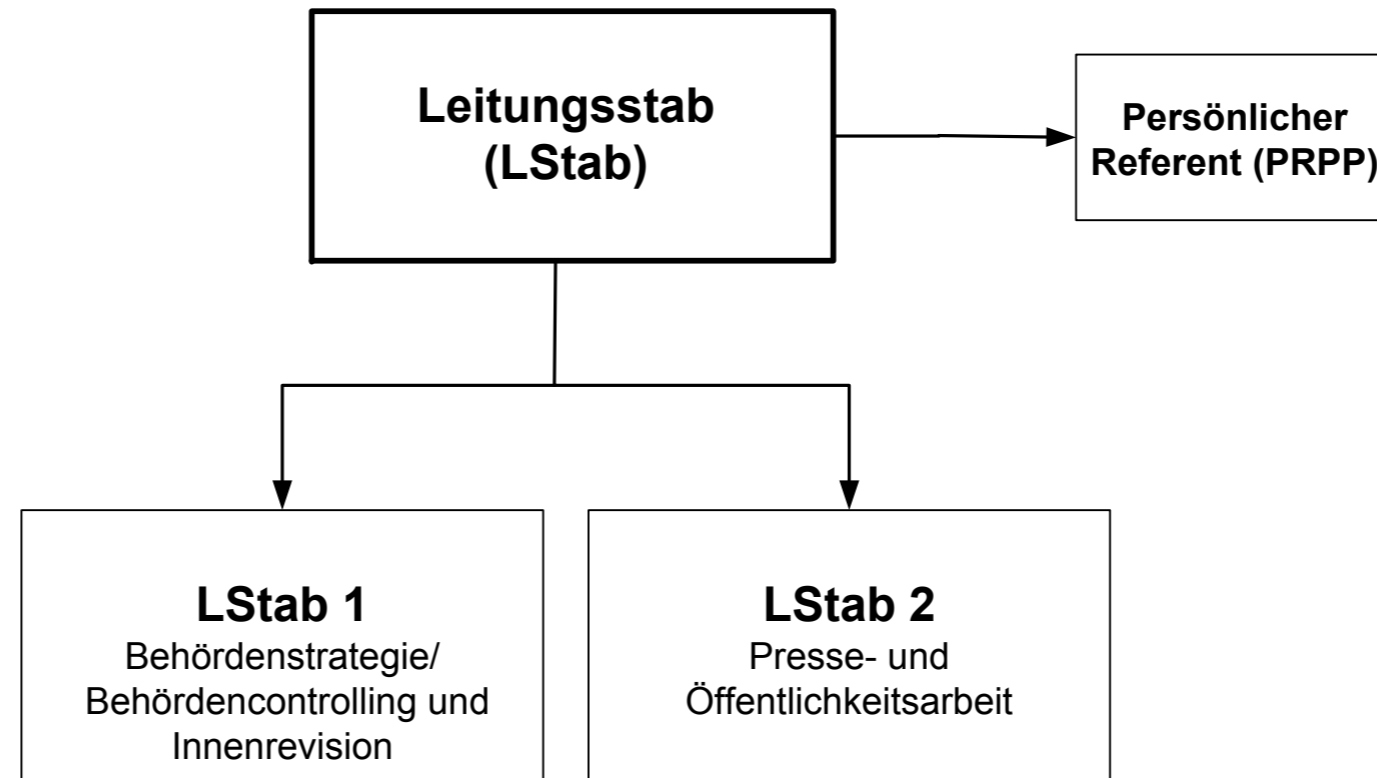 Leitungsstab
(LStab)
Persönlicher
Referent (PRPP)
LStab 1
Behördenstrategie/
Behördencontrolling und
Innenrevision
LStab 2
Presse- und
Öffentlichkeitsarbeit